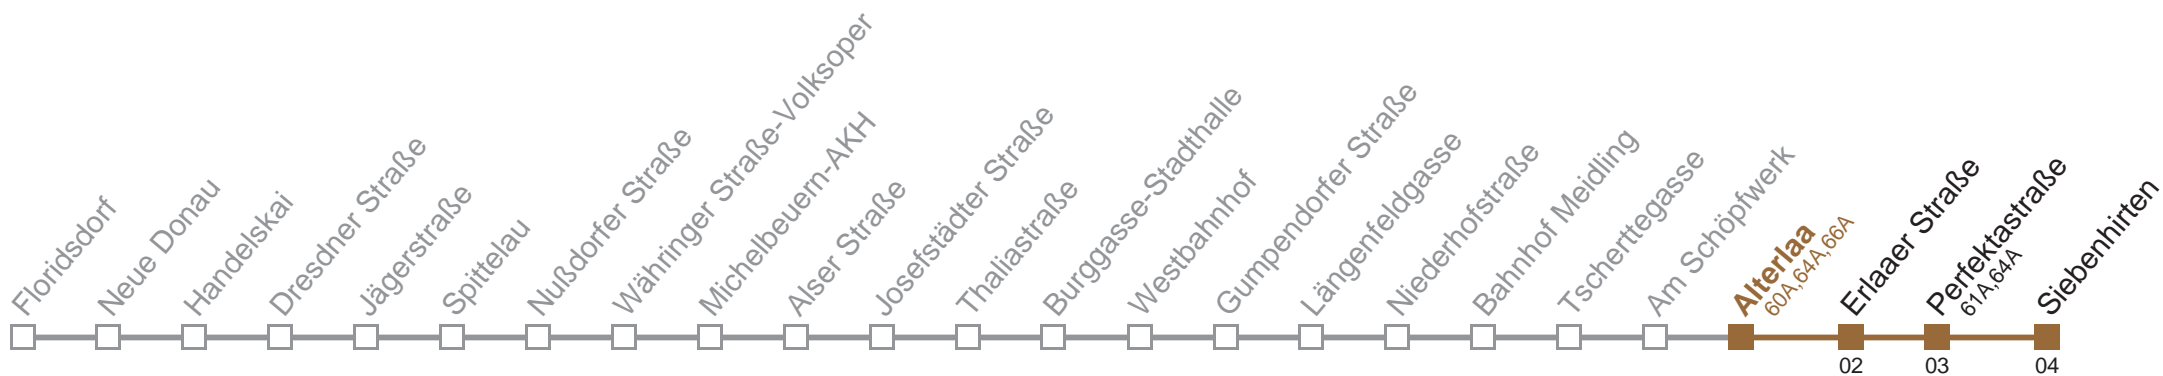 Floridsdorf
Neue Donau
Handelskai
Dresdner Straße
Jägerstraße
Spittelau
Nußdorfer Straße
Währinger Straße-Volksoper
Michelbeuern-AKH
Alser Straße
Josefstädter Straße
Thaliastraße
Burggasse-Stadthalle
Westbahnhof
Gumpendorfer Straße
Längenfeldgasse
Niederhofstraße
Bahnhof Meidling
Tscherttegasse
Am Schöpfwerk
Alterlaa
60A,64A,66A
Erlaaer Straße
Perfektastraße
61A,64A
Siebenhirten
02
03
04